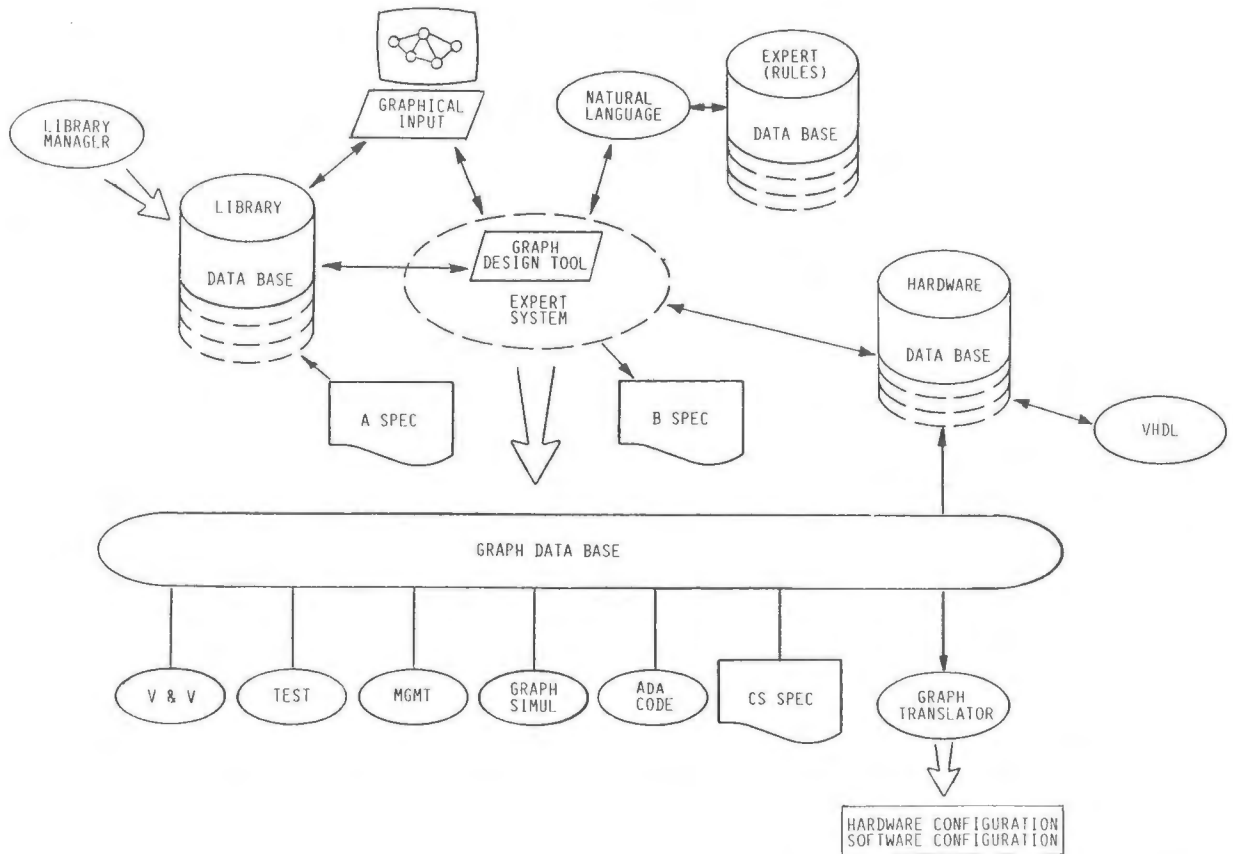 EXPERT
(RULES)
DATA BASE
GRAPHICAL
INPUT
NATURAL
LANGUAGE
LIBRARY
MANAGER
LIBRARY
DATA BASE
GRAPH
DESIGN TOOL
EXPERT
SYSTEM
HARDWARE
DATA BASE
A SPEC
B SPEC
VHDL
GRAPH DATA BASE
V & V
TEST
MGMT
GRAPH
SIMUL
ADA
CODE
CS SPEC
GRAPH
TRANSLATOR
HARDWARE CONFIGURATION
SOFTWARE CONFIGURATION